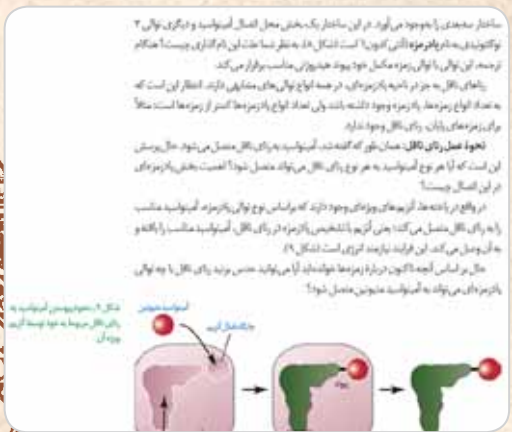 ساختار سه‌بعدی را به‌وجود می‌آورد. در این ساختار یک بخش محل اتصال آمینواسید و دیگری توالی ۳
نوکلئوتیدی به نام پادرمزه (آنتی کدون) است (شکل ۸). به نظر شما علت این نام‌گذاری چیست؟ هنگام
ترجمه، این توالی با توالی رمزه مکمل خود پیوند هیدروژنی مناسب برقرار می‌کند.
رناهای ناقل به جز در ناحیه پادرمزه‌ای، در همه انواع توالی‌های مشابهی دارند. انتظار این است که
به تعداد انواع رمزه‌ها، پادرمزه وجود داشته باشد ولی تعداد انواع پادرمزه‌ها کمتر از رمزه‌ها است؛ مثلاً
برای رمزه‌های پایان، رنای ناقل وجود ندارد.
نحوهٔ عمل رنای ناقل: همان طور که گفته شد، آمینواسید به رنای ناقل متصل می‌شود. حال پرسش
این است که آیا هر نوع آمینواسید به هر نوع رنای ناقل می‌تواند متصل شود؟ اهمیت بخش پادرمزه‌ای
در این اتصال چیست؟
در واقع در یاخته‌ها، آنزیم‌های ویژه‌ای وجود دارند که براساس نوع توالی پادرمزه، آمینواسید مناسب
را به رنای ناقل متصل می‌کند؛ یعنی آنزیم با تشخیص پادرمزه در رنای ناقل، آمینواسید مناسب را یافته و
به آن وصل می‌کند. این فرایند نیازمند انرژی است (شکل ۹).
حال بر اساس آنچه تاکنون دربارهٔ رمزه‌ها خوانده‌اید آیا می‌توانید حدس بزنید رنای ناقل با چه توالی
پادرمزه‌ای می‌تواند به آمینواسید متیونین متصل شود؟
آمینواسید متیونین
جایگاه فعال آنزیم
پیوند
شکل ۹ـ نحوهٔ پیوستن آمینواسید به
رنای ناقل مربوط به خود توسط آنزیم
ویژه آن